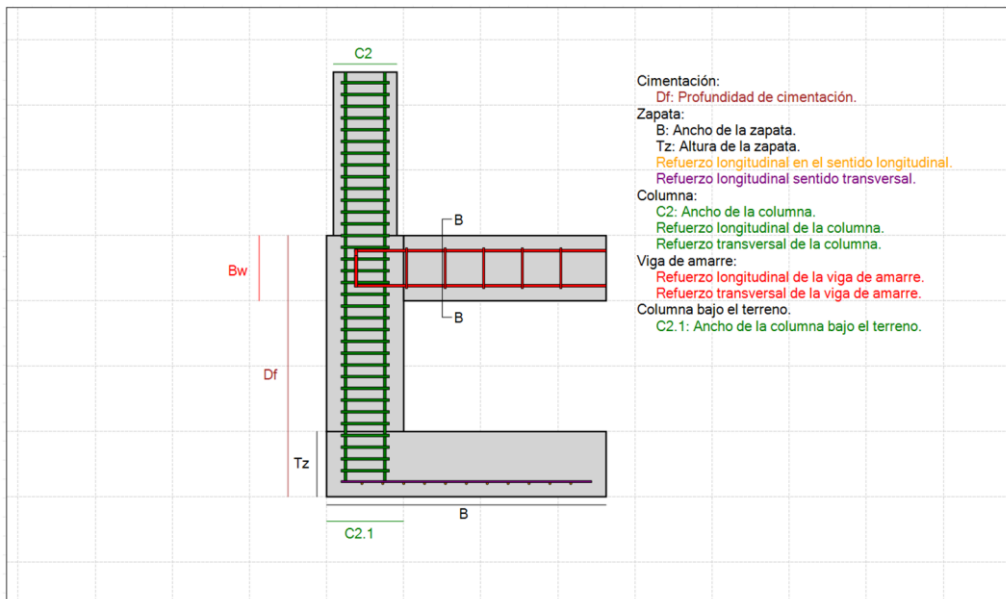 C2
Cimentación:
Df: Profundidad de cimentación.
Zapata:
B: Ancho de la zapata.
Tz: Altura de la zapata.
Refuerzo longitudinal en el sentido longitudinal.
Refuerzo longitudinal sentido transversal.
Columna:
C2: Ancho de la columna.
Refuerzo longitudinal de la columna.
Refuerzo transversal de la columna.
Viga de amarre:
Refuerzo longitudinal de la viga de amarre.
Refuerzo transversal de la viga de amarre.
Columna bajo el terreno.
C2.1: Ancho de la columna bajo el terreno.
B
Bw
B
Df
Tz
B
C2.1